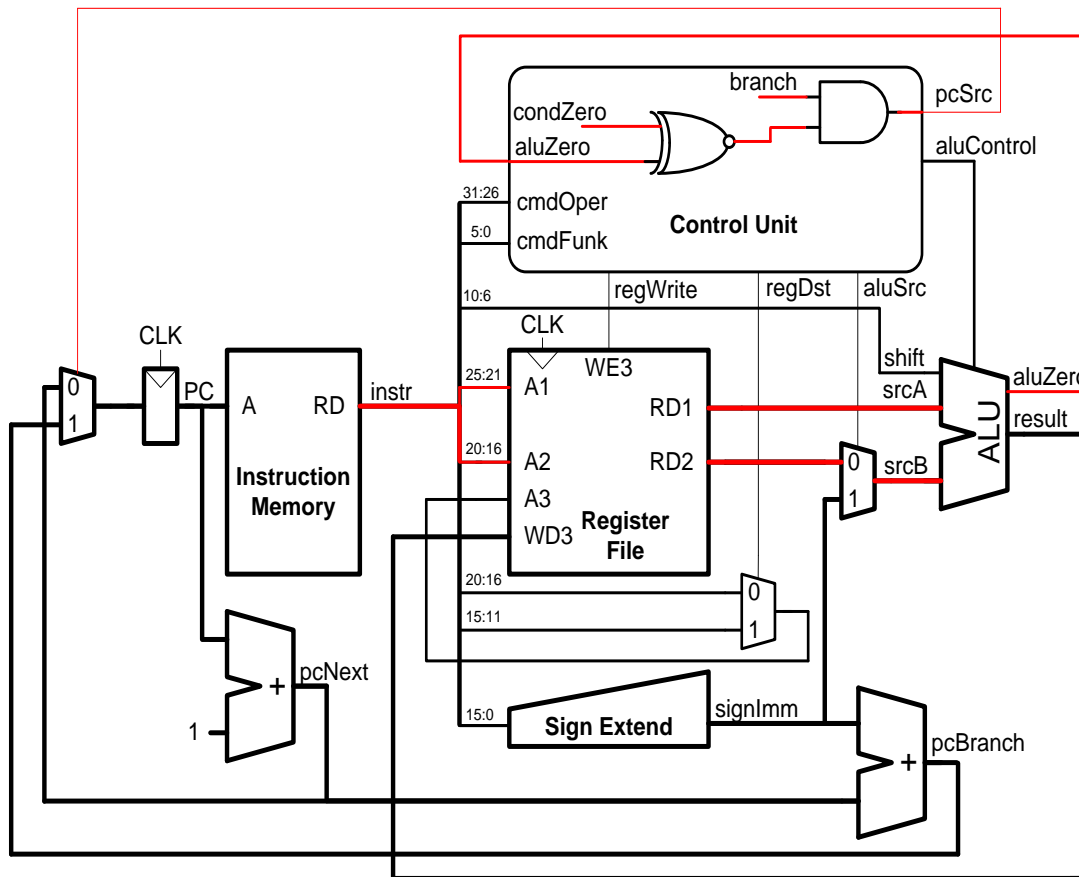 branch
pcSrc
condZero
aluZero
aluControl
31:26
cmdOper
5:0
cmdFunk
Control Unit
10:6
regWrite
regDst
aluSrc
CLK
CLK
shift
0
1
PC
A
RD
instr
25:21
A1
WE3
RD1
srcA
aluZero
result
ALU
20:16
A2
RD2
0
1
srcB
Instruction
Memory
A3
WD3
Register
File
20:16
0
15:11
1
pcNext
+
1
15:0
Sign Extend
signImm
pcBranch
+